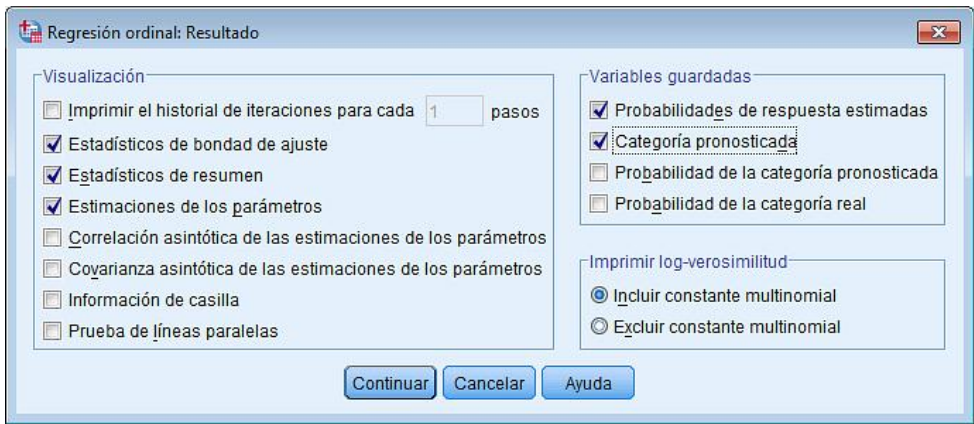 Regresión ordinal: Resultado
Visualización
Imprimir el historial de iteraciones para cada 1 pasos
Estadísticos de bondad de ajuste
Estadísticos de resumen
Estimaciones de los parámetros
Correlación asintótica de las estimaciones de los parámetros
Covarianza asintótica de las estimaciones de los parámetros
Información de casilla
Prueba de líneas paralelas
Variables guardadas
Probabilidades de respuesta estimadas
Categoría pronosticada
Probabilidad de la categoría pronosticada
Probabilidad de la categoría real
Imprimir log-verosimilitud
Incluir constante multinomial
Excluir constante multinomial
Continuar Cancelar Ayuda